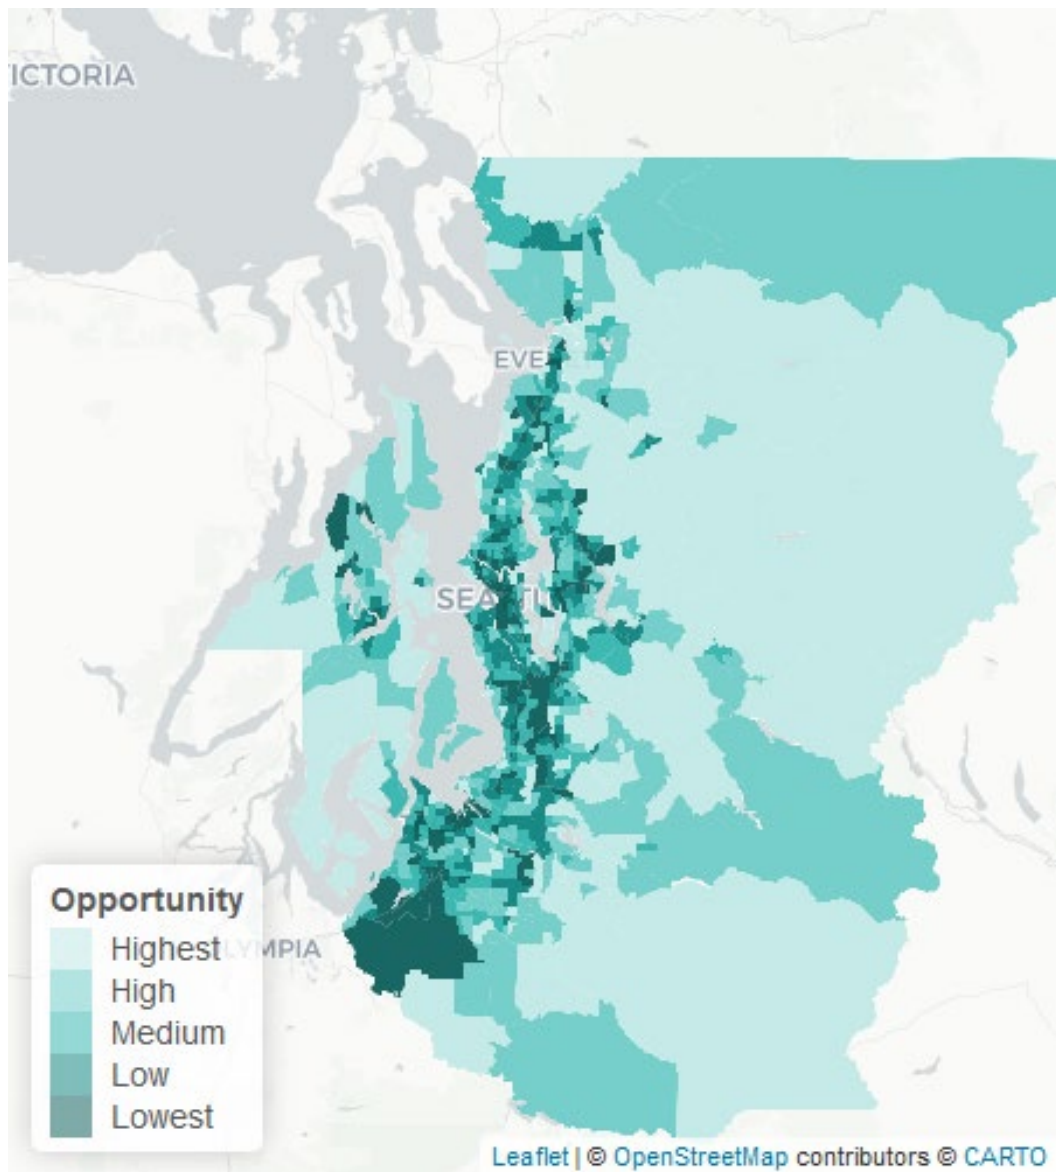 ICTORIA
EVE
SEATTL
LYMPIA
Opportunity
Highest
High
Medium
Low
Lowest
Leaflet | © OpenStreetMap contributors © CARTO